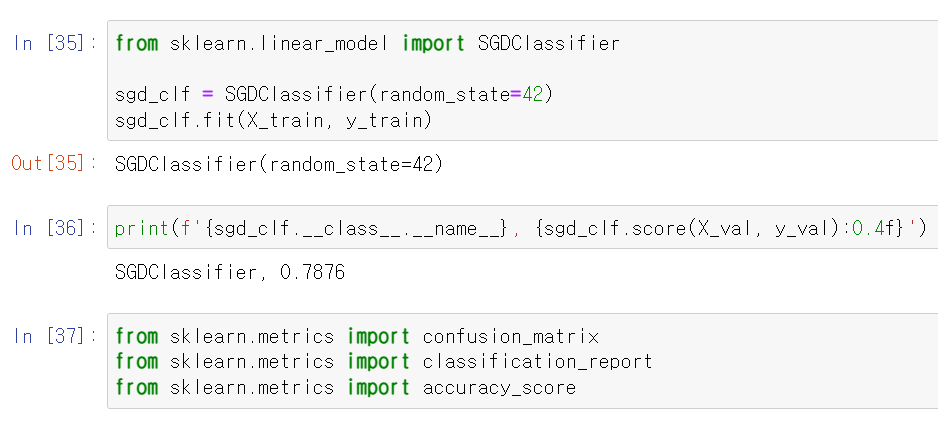 In [35]: from sklearn.linear_model import SGDClassifier
sgd_clf = SGDClassifier(random_state=42)
sgd_clf.fit(X_train, y_train)
Out[35]: SGDClassifier(random_state=42)
In [36]: print(f'{sgd_clf.__class__.__name__}, {sgd_clf.score(X_val, y_val):0.4f}')
SGDClassifier, 0.7876
In [37]: from sklearn.metrics import confusion_matrix
from sklearn.metrics import classification_report
from sklearn.metrics import accuracy_score